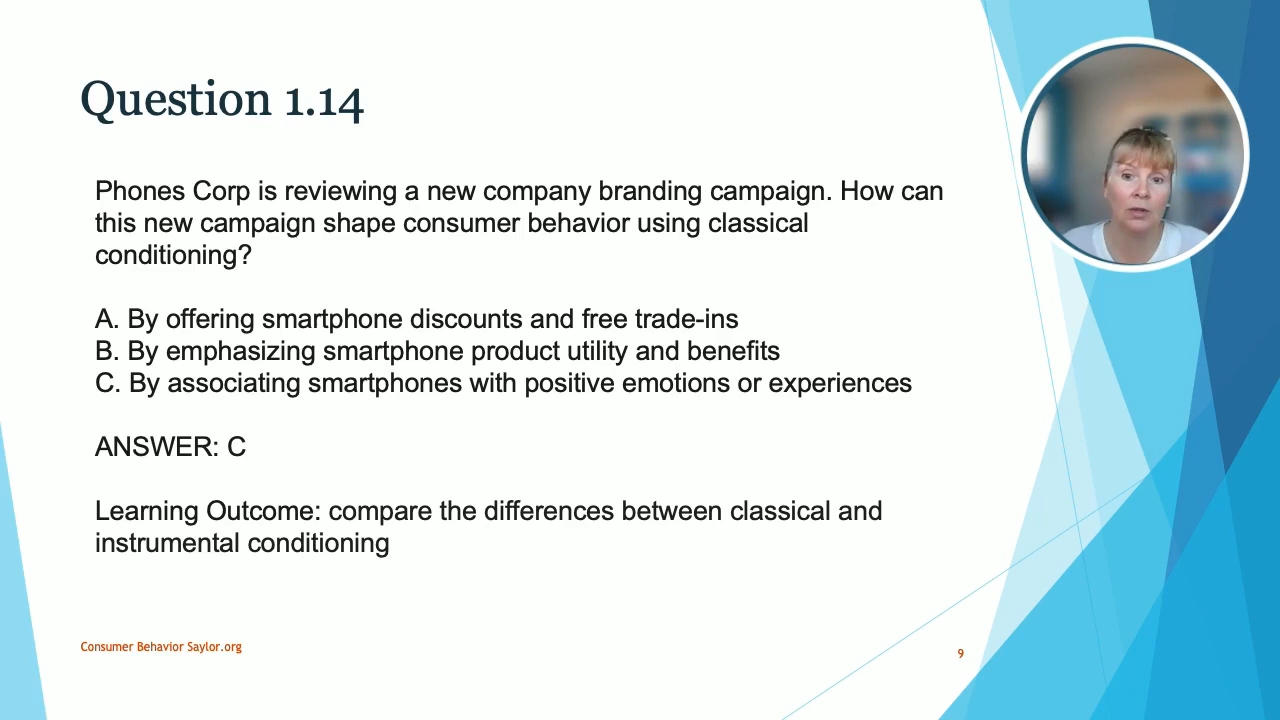 Question 1.14
Phones Corp is reviewing a new company branding campaign. How can
this new campaign shape consumer behavior using classical
conditioning?
A. By offering smartphone discounts and free trade-ins
B. By emphasizing smartphone product utility and benefits
C. By associating smartphones with positive emotions or experiences
ANSWER: C
Learning Outcome: compare the differences between classical and
instrumental conditioning
Consumer Behavior Saylor.org
9